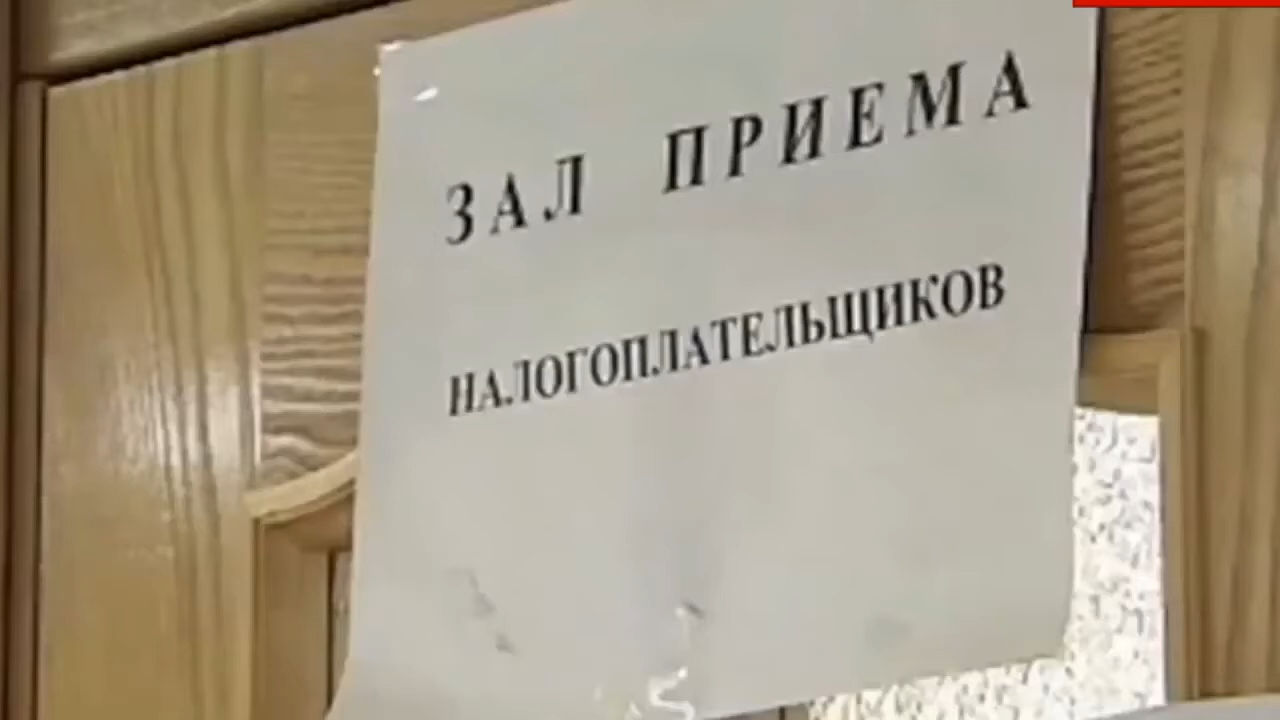 ЗАЛ ПРИЕМА
НАЛОГОПЛАТЕЛЬЩИКОВ